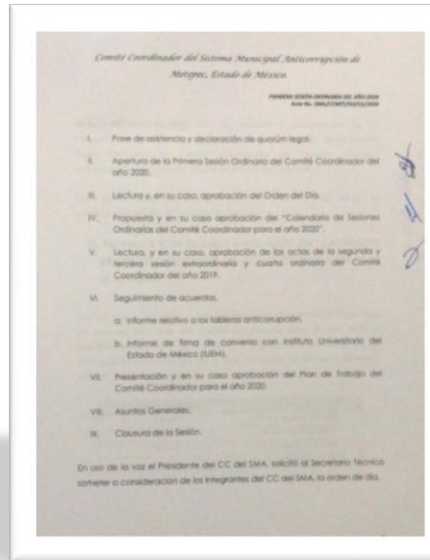 Comité Coordinador del Sistema Municipal Anticorrupción de
Metepec, Estado de México
PRIMERA SESIÓN ORDINARIA DEL AÑO 2020
Acta No.
I. Pase de asistencia y declaración de quórum legal.
II. Apertura de la Primera Sesión Ordinaria del Comité Coordinador del
año 2020.
III. Lectura y, en su caso, aprobación del Orden del Día.
IV. Propuesta y en su caso aprobación del "Calendario de Sesiones
Ordinarias del Comité Coordinador para el año 2020".
V. Lectura, y en su caso, aprobación de las actas de la segunda y
tercera sesión extraordinaria y cuarta ordinaria del Comité
Coordinador del año 2019.
VI. Seguimiento de acuerdos.
a. Informe relativo a los tableros anticorrupción.
b. Informe de firma de convenio con Instituto Universitario del
Estado de México (IUEM).
VII. Presentación y en su caso aprobación del Plan de Trabajo del
Comité Coordinador para el año 2020.
VIII. Asuntos Generales.
IX. Clausura de la Sesión.
En uso de la voz el Presidente del CC del SMA, solicitó al Secretario Técnico
someter a consideración de los integrantes del CC del SMA, la orden de día.